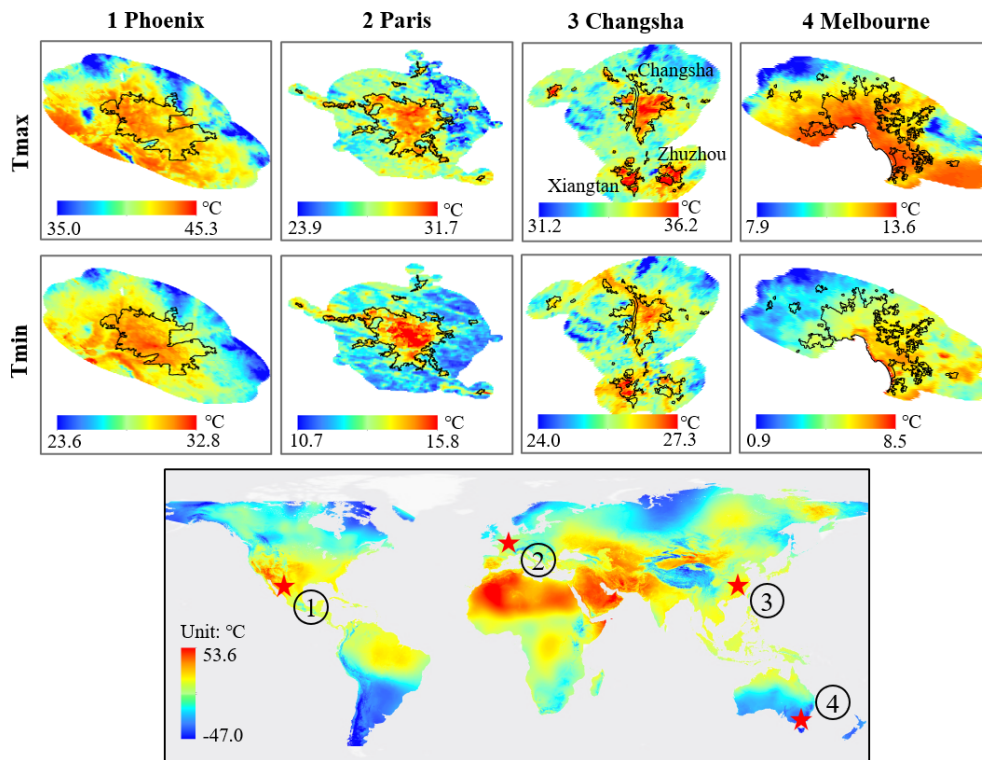 1 Phoenix 2 Paris 3 Changsha 4 Melbourne
Tmax
Changsha
Zhuzhou
Xiangtan
°C °C °C °C
35.0 45.3 23.9 31.7 31.2 36.2 7.9 13.6
Tmin
°C °C °C °C
23.6 32.8 10.7 15.8 24.0 27.3 0.9 8.5
2
1
3
Unit: °C
53.6
4
-47.0